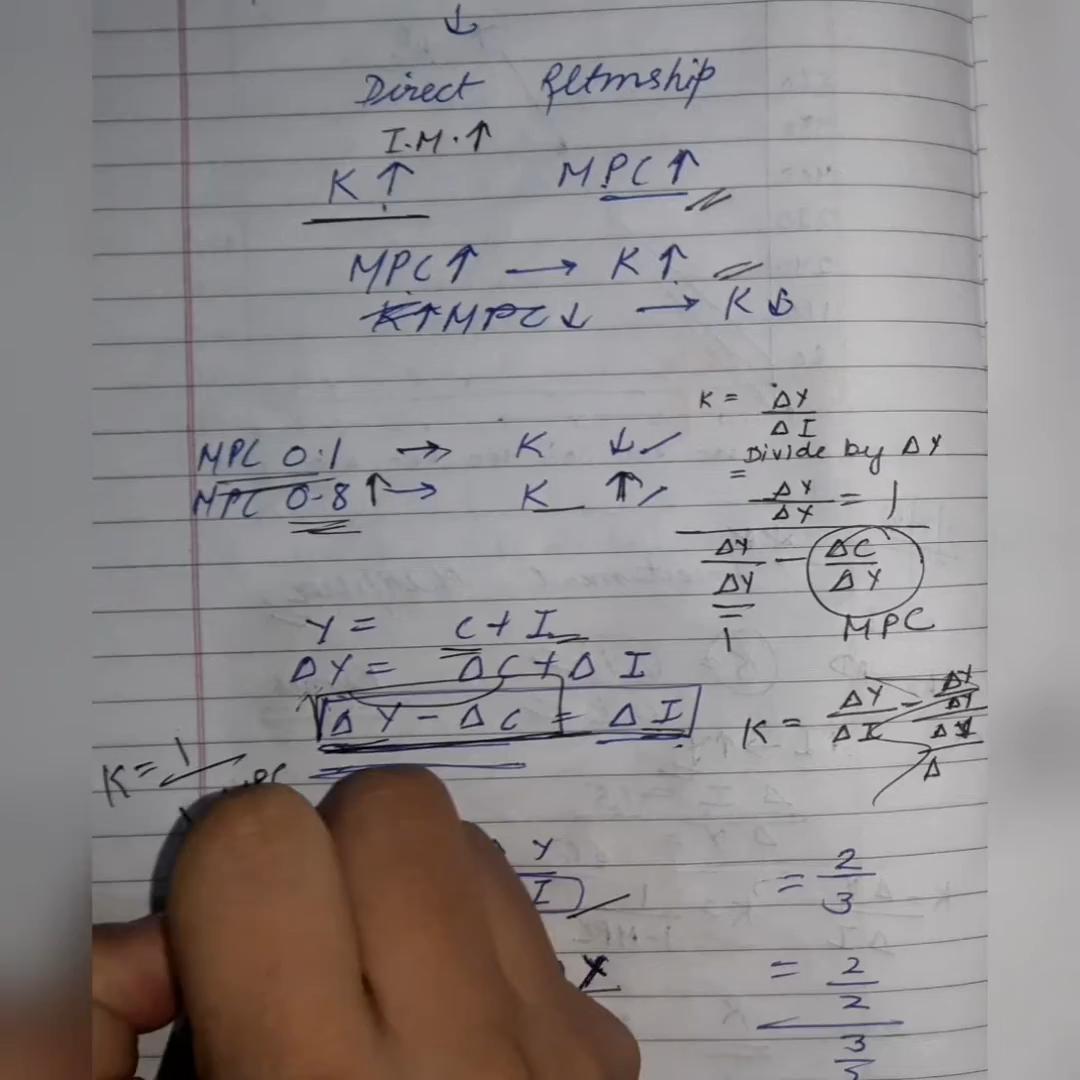 ↓
Direct
I.M.↑
K↑ MPC↑
MPC↑ → K↑
K↑ MPC↓ → K↓
MPC 0.1 → K ↓
MPC 0.8 ↑ → K ↑
K = ΔY/ΔI
= Divide by ΔY
ΔY/ΔY = 1
ΔY/ΔY - ΔC/ΔY
1 MPC
Y = C + I
ΔY = ΔC + ΔI
ΔY - ΔC = ΔI
K = 1
K = ΔY/ΔI
Y
I
Y
= 2/3
= 2/2
3